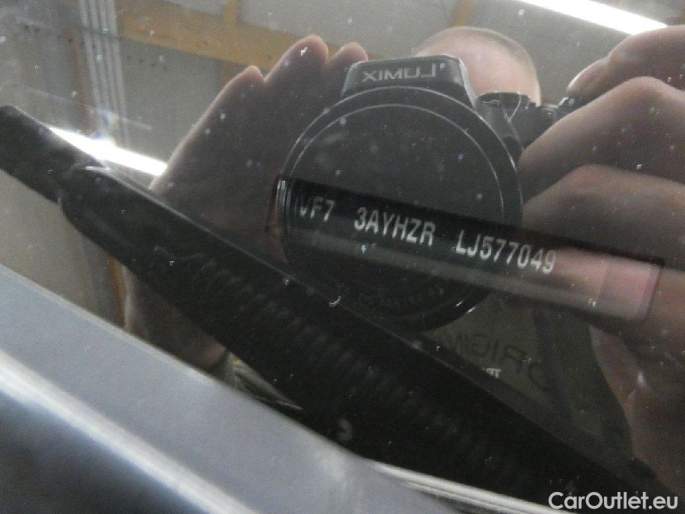 LUMIX
VF7 3AYHZR LJ577049
CarOutlet.eu